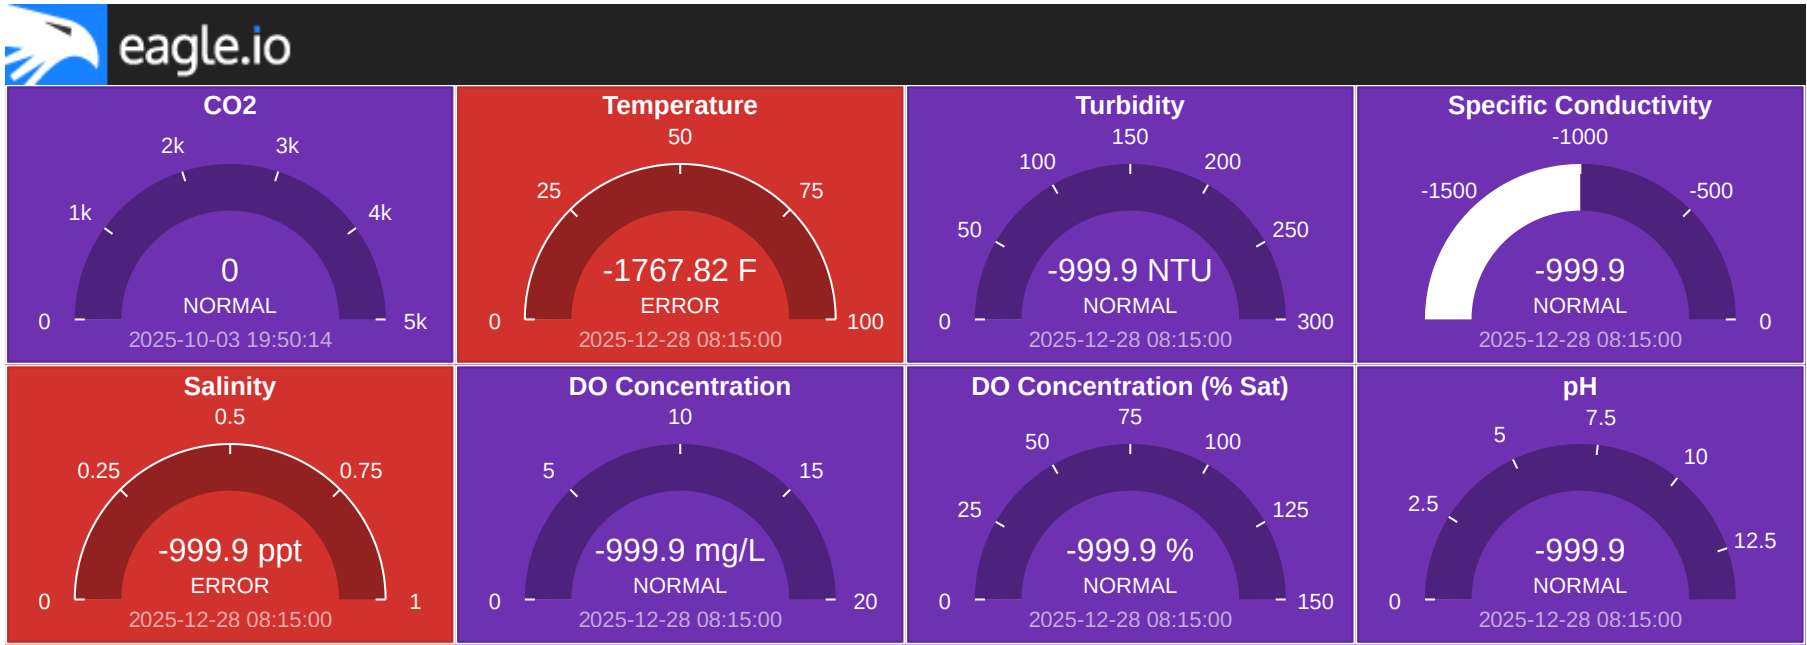 eagle.io
CO2
2k
3k
1k
4k
0
NORMAL
0
5k
2025-10-03 19:50:14
Temperature
50
25
75
-1767.82 F
ERROR
0
100
2025-12-28 08:15:00
Turbidity
150
100
200
50
250
-999.9 NTU
NORMAL
0
300
2025-12-28 08:15:00
Specific Conductivity
-1000
-1500
-500
-999.9
NORMAL
0
2025-12-28 08:15:00
Salinity
0.5
0.25
0.75
-999.9 ppt
ERROR
0
1
2025-12-28 08:15:00
DO Concentration
10
5
15
-999.9 mg/L
NORMAL
0
20
2025-12-28 08:15:00
DO Concentration (% Sat)
75
50
100
25
125
-999.9 %
NORMAL
0
150
2025-12-28 08:15:00
pH
7.5
5
10
2.5
12.5
-999.9
NORMAL
0
2025-12-28 08:15:00